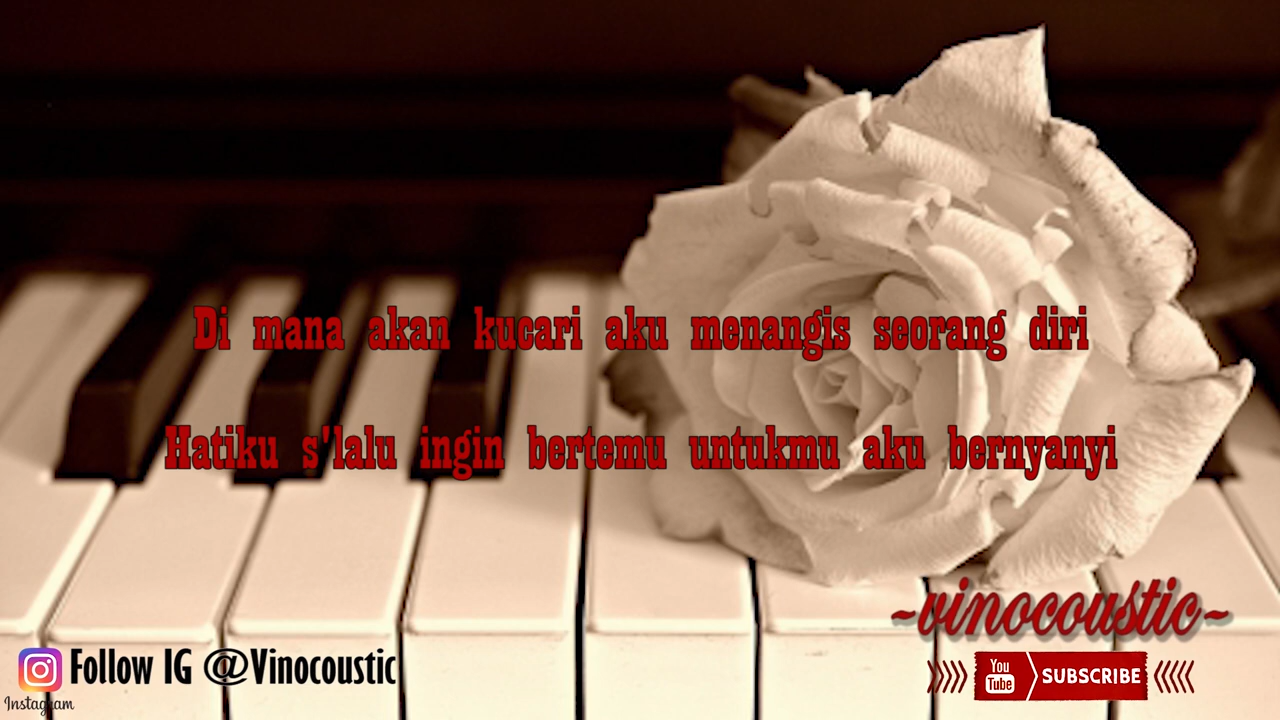 Di mana akan kucari aku menangis seorang diri
Hatiku s'lalu ingin bertemu untukmu aku bernyanyi
~vinocoustic~
Follow IG @Vinocoustic
Instagram
You Tube SUBSCRIBE